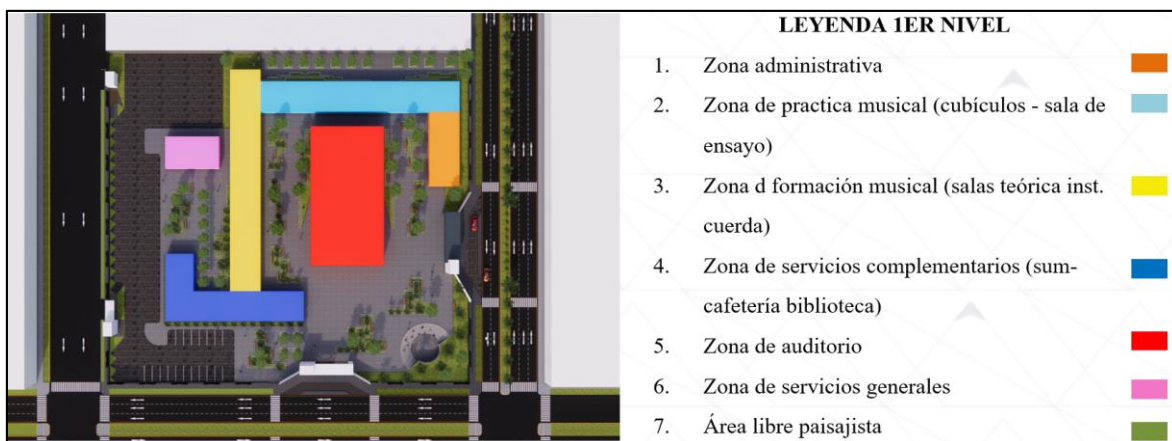 LEYENDA 1ER NIVEL
1. Zona administrativa
2. Zona de practica musical (cubículos - sala de
ensayo)
3. Zona d formación musical (salas teórica inst.
cuerda)
4. Zona de servicios complementarios (sum-
cafetería biblioteca)
5. Zona de auditorio
6. Zona de servicios generales
7. Área libre paisajista